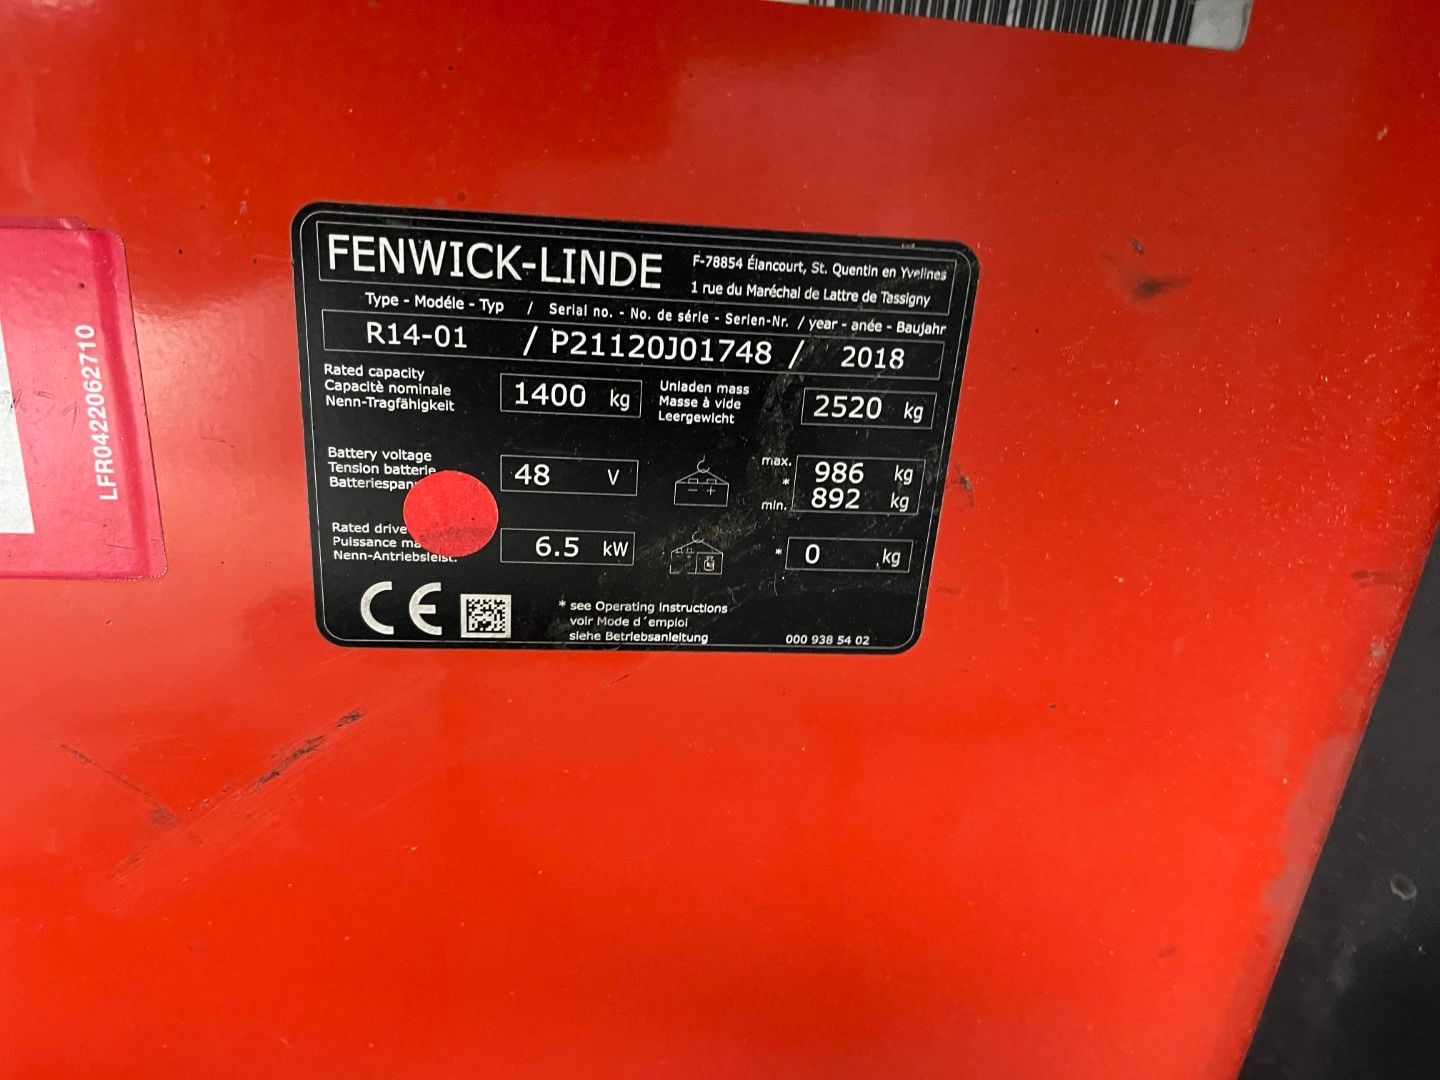 FENWICK-LINDE
F-78854 Élancourt, St. Quentin en Yvelines
1 rue du Maréchal de Lattre de Tassigny
Type - Modéle - Typ / Serial no. - No. de série - Serien-Nr. / year - anée - Baujahr
R14-01 / P21120J01748 / 2018
Rated capacity
Capacitè nominale
Nenn-Tragfähigkeit
1400 kg
Unladen mass
Masse à vide
Leergewicht
2520 kg
Battery voltage
Tension batterie
48 V
- +
max. 986 kg
*
min. 892 kg
Rated drive
Puissance
Nenn-Antriebsleist.
6.5 kW
* 0 kg
CE
* see Operating instructions
voir Mode d´emploi
siehe Betriebsanleitung
000 938 54 02
LFR0422062710